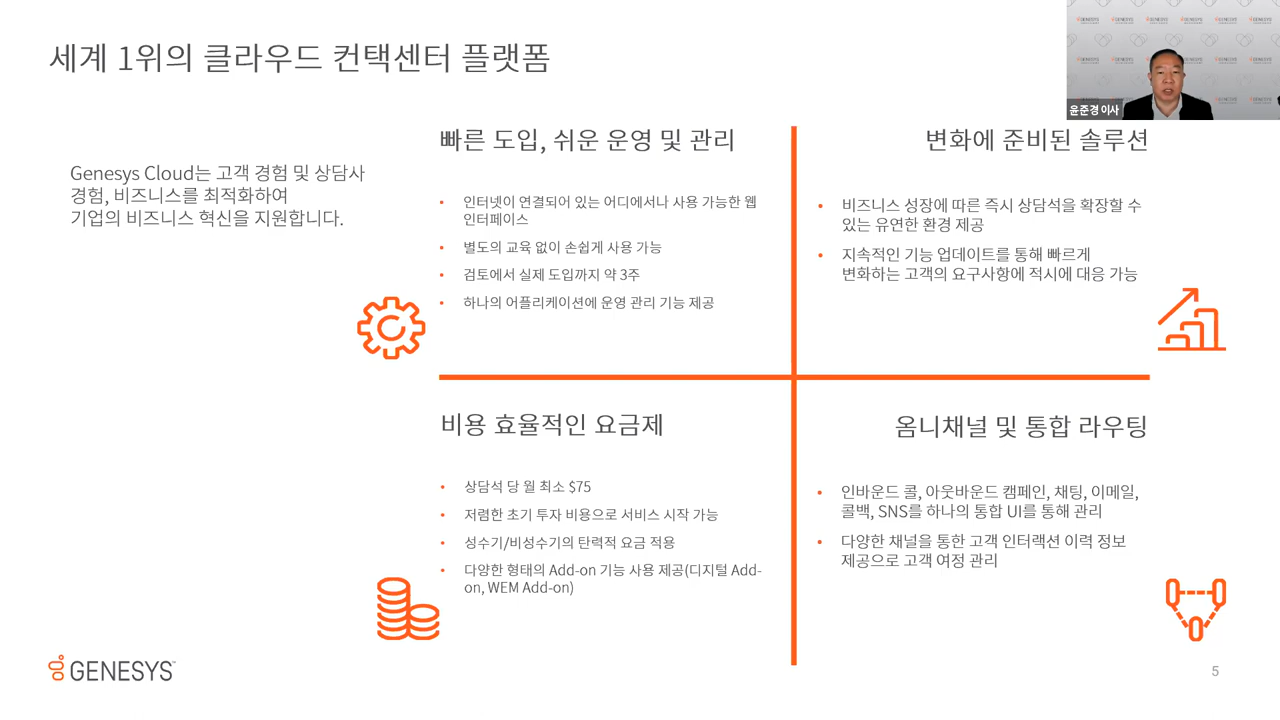 세계 1위의 클라우드 컨택센터 플랫폼
GENESYS GENESYS GENESYS GENESYS GENESYS GENESYS
윤준경 이사
Genesys Cloud는 고객 경험 및 상담사
경험, 비즈니스를 최적화하여
기업의 비즈니스 혁신을 지원합니다.
빠른 도입, 쉬운 운영 및 관리
• 인터넷이 연결되어 있는 어디에서나 사용 가능한 웹
인터페이스
• 별도의 교육 없이 손쉽게 사용 가능
• 검토에서 실제 도입까지 약 3주
• 하나의 어플리케이션에 운영 관리 기능 제공
변화에 준비된 솔루션
• 비즈니스 성장에 따른 즉시 상담석을 확장할 수
있는 유연한 환경 제공
• 지속적인 기능 업데이트를 통해 빠르게
변화하는 고객의 요구사항에 적시에 대응 가능
비용 효율적인 요금제
• 상담석 당 월 최소 $75
• 저렴한 초기 투자 비용으로 서비스 시작 가능
• 성수기/비성수기의 탄력적 요금 적용
• 다양한 형태의 Add-on 기능 사용 제공(디지털 Add-
on, WEM Add-on)
옴니채널 및 통합 라우팅
• 인바운드 콜, 아웃바운드 캠페인, 채팅, 이메일,
콜백, SNS를 하나의 통합 UI를 통해 관리
• 다양한 채널을 통한 고객 인터랙션 이력 정보
제공으로 고객 여정 관리
GENESYS™
5